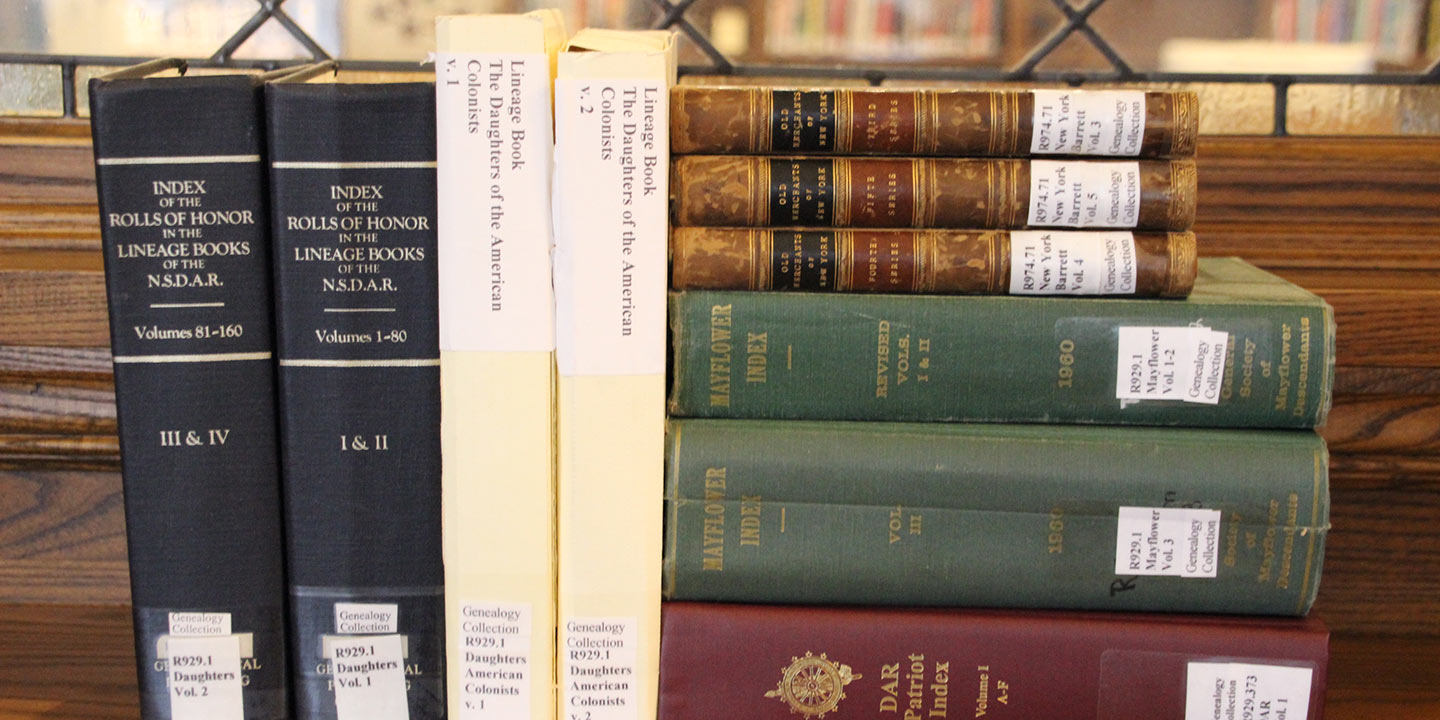 INDEX
OF THE
ROLLS OF HONOR
IN THE
LINEAGE BOOKS
OF THE
N.S.D.A.R.
Volumes 81-160
III & IV
Genealogy
Collection
R929.1
Daughters
Vol. 2
INDEX
OF THE
ROLLS OF HONOR
IN THE
LINEAGE BOOKS
OF THE
N.S.D.A.R.
Volumes 1-80
I & II
Genealogy
Collection
R929.1
Daughters
Vol. 1
Lineage Book
The Daughters of the American
Colonists
v. 1
Genealogy
Collection
R929.1
Daughters
American
Colonists
v. 1
Lineage Book
The Daughters of the American
Colonists
v. 2
Genealogy
Collection
R929.1
Daughters
American
Colonists
v. 2
OLD
MERCHANTS
OF
NEW YORK
THIRD
SERIES
R974.71
New York
Barrett
Vol. 3
Genealogy
Collection
OLD
MERCHANTS
OF
NEW YORK
FIFTH
SERIES
R974.71
New York
Barrett
Vol. 5
Genealogy
Collection
OLD
MERCHANTS
OF
NEW YORK
FOURTH
SERIES
R974.71
New York
Barrett
Vol. 4
Genealogy
Collection
MAYFLOWER
INDEX
REVISED
VOLS.
I & II
1960
R929.1
Mayflower
Vol. 1-2
Genealogy
Collection
Society
of
Mayflower
Descendants
MAYFLOWER
INDEX
VOL
III
1960
R929.1
Mayflower
Vol. 3
Genealogy
Collection
R
Society
of
Mayflower
Descendants
DAR
Patriot
Index
Volume I
A-F
Genealogy